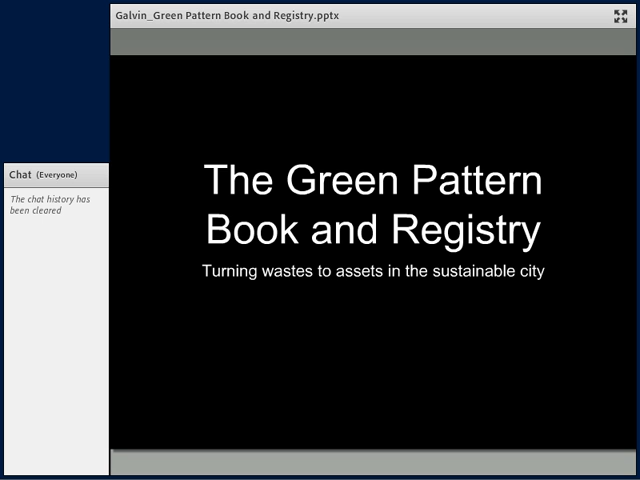 Galvin_Green Pattern Book and Registry.pptx
Chat (Everyone)
The chat history has
been cleared
The Green Pattern
Book and Registry
Turning wastes to assets in the sustainable city